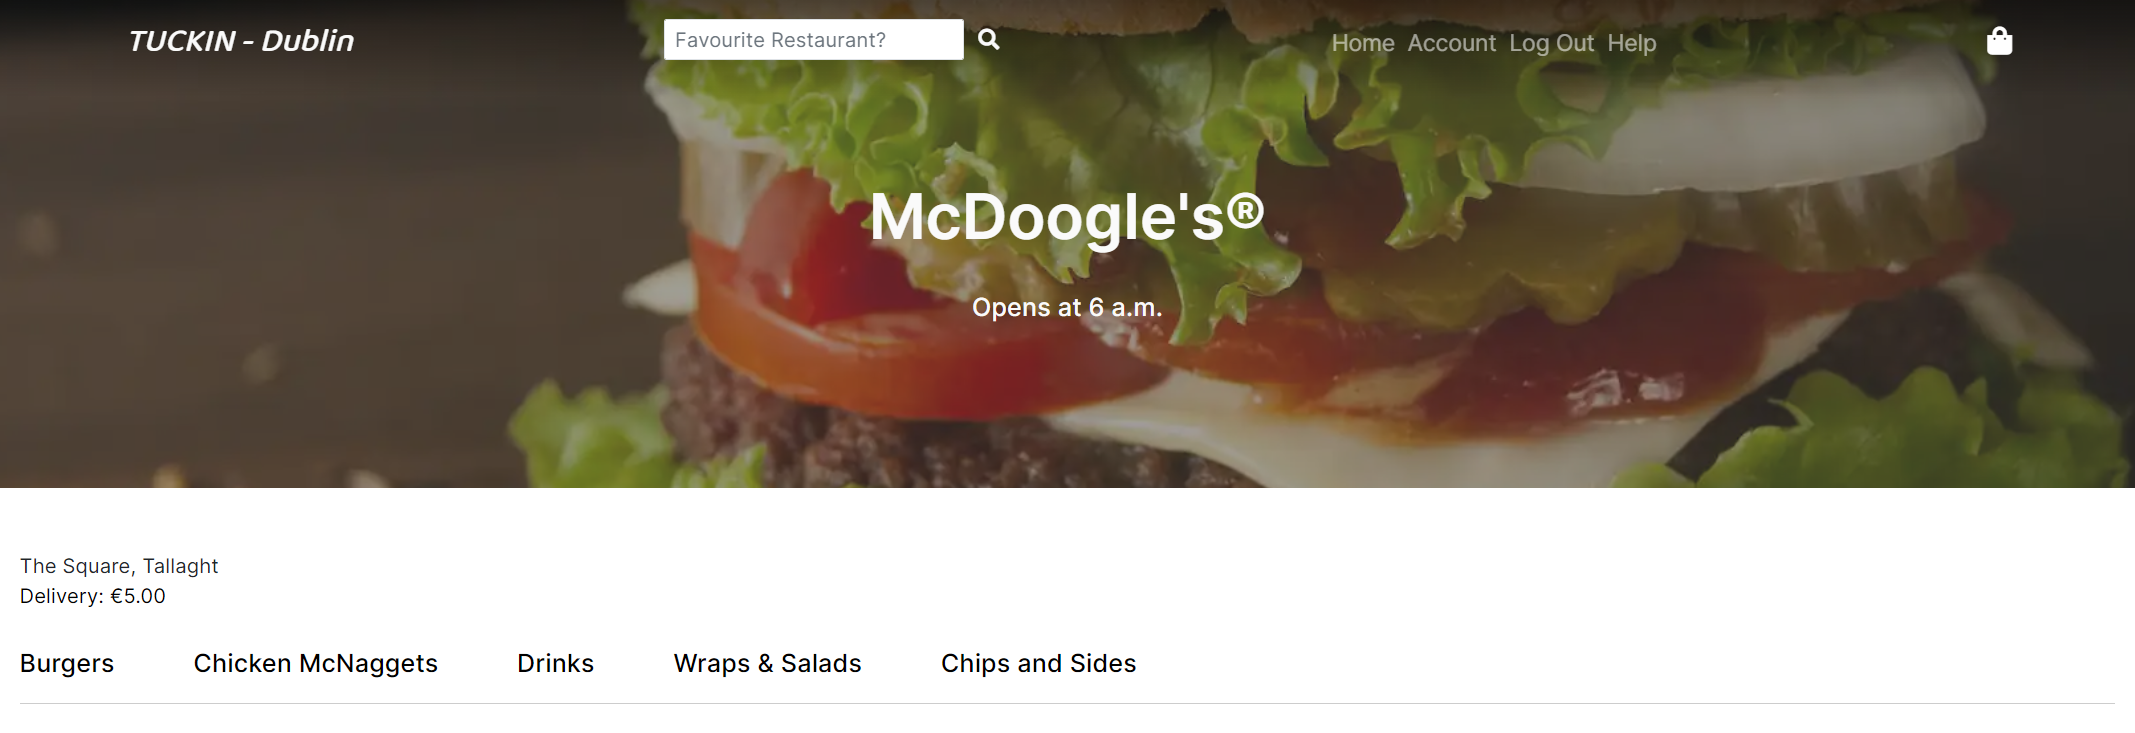 TUCKIN - Dublin
Favourite Restaurant?
Home Account Log Out Help
McDoogle's®
Opens at 6 a.m.
The Square, Tallaght
Delivery: €5.00
Burgers Chicken McNaggets Drinks Wraps & Salads Chips and Sides